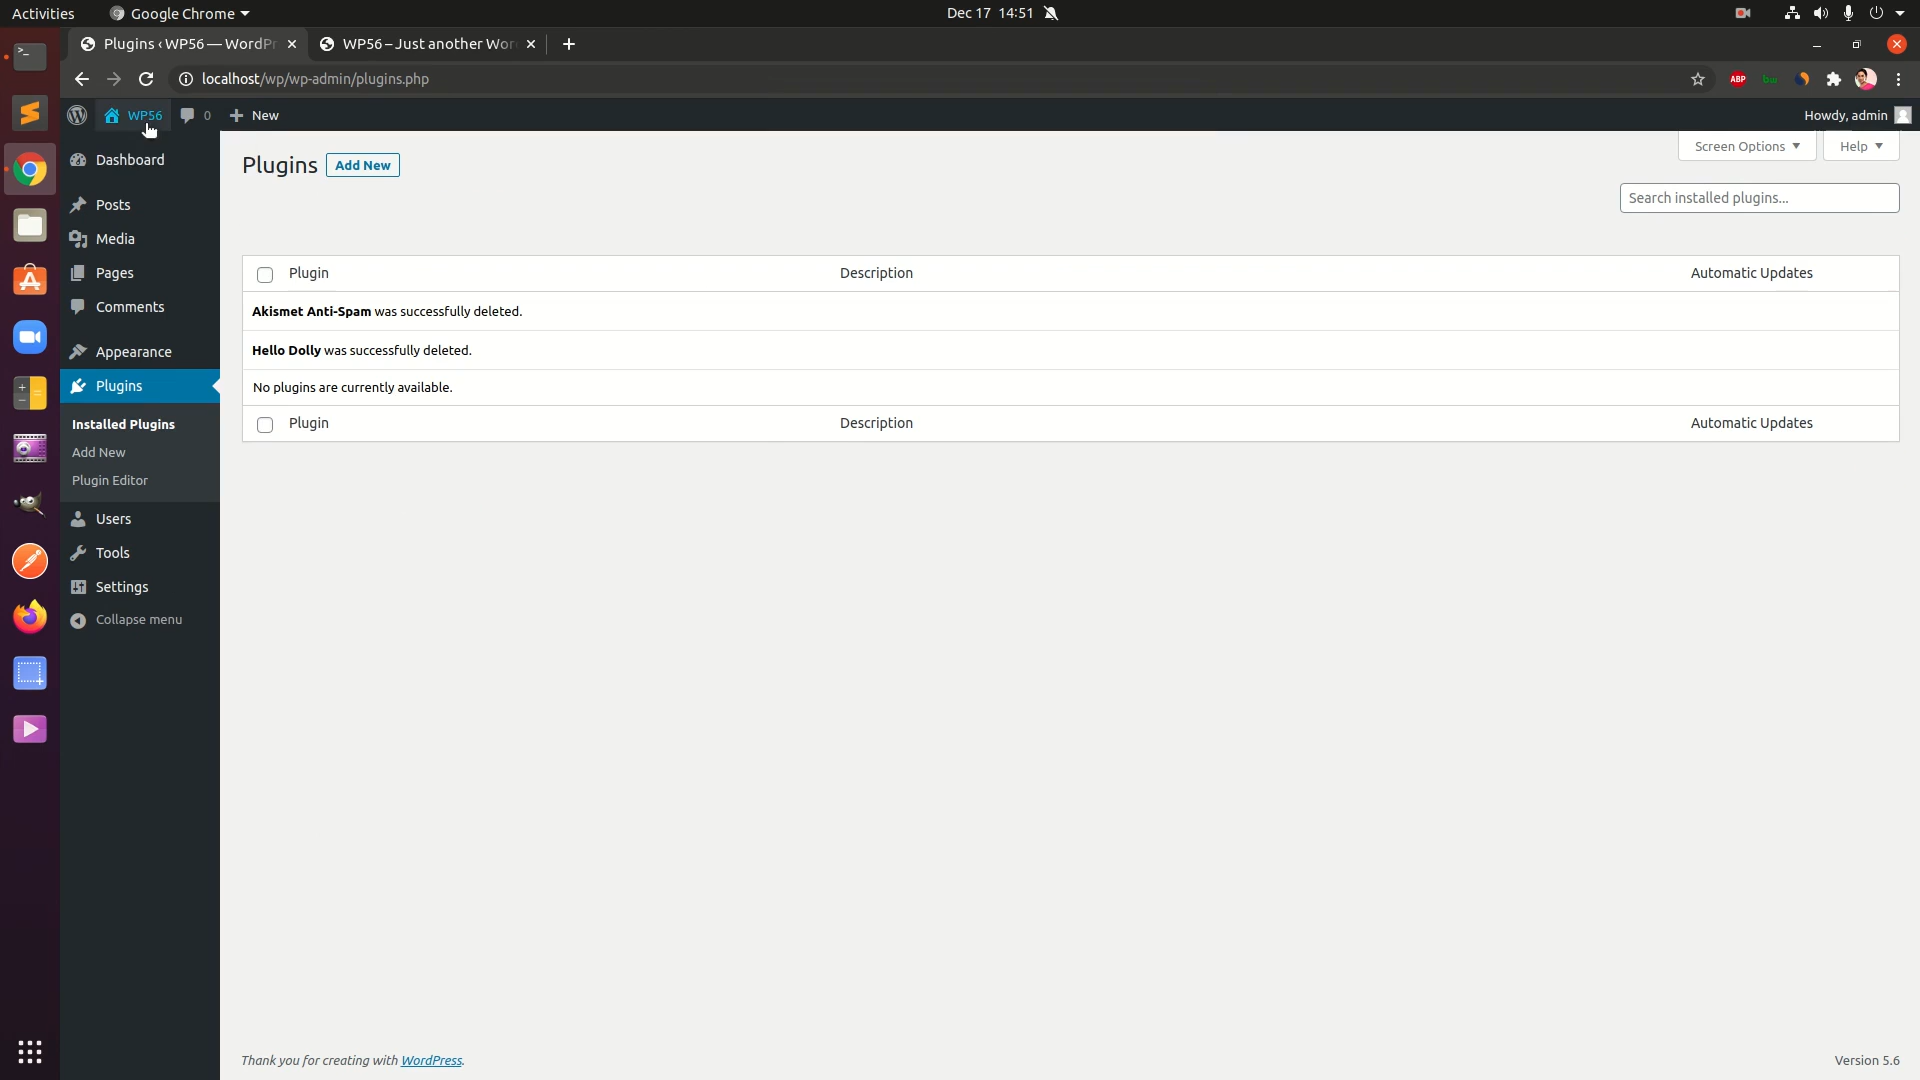 Activities
Google Chrome
Dec 17 14:51
Plugins ‹ WP56 — WordPr
WP56 – Just another Wor
localhost/wp/wp-admin/plugins.php
ABP
WP56
0
New
Howdy, admin
Dashboard
Posts
Media
Pages
Comments
Appearance
Plugins
Installed Plugins
Add New
Plugin Editor
Users
Tools
Settings
Collapse menu
Plugins
Add New
Screen Options
Help
Search installed plugins...
Plugin
Description
Automatic Updates
Akismet Anti-Spam was successfully deleted.
Hello Dolly was successfully deleted.
No plugins are currently available.
Plugin
Description
Automatic Updates
Thank you for creating with WordPress.
Version 5.6